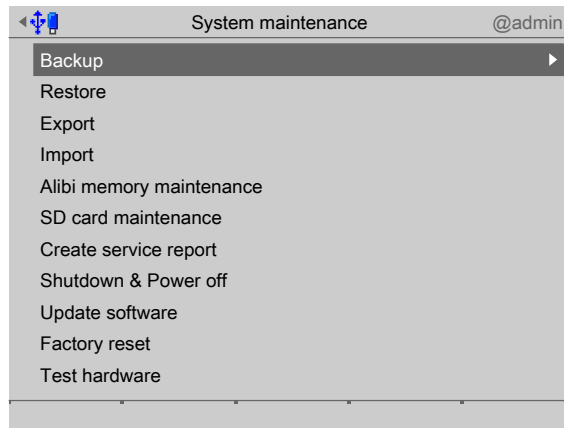 System maintenance @admin
Backup
Restore
Export
Import
Alibi memory maintenance
SD card maintenance
Create service report
Shutdown & Power off
Update software
Factory reset
Test hardware